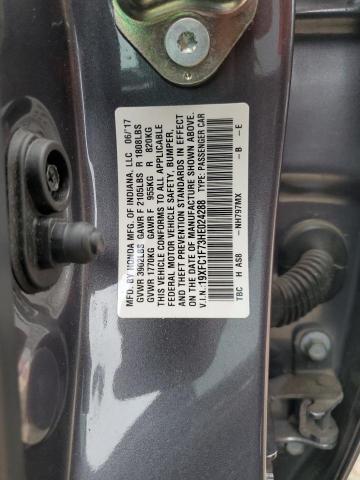 MFD. BY HONDA MFG. OF INDIANA, LLC 06/17
GVWR 3902LBS GAWR F 2105LBS R 1808LBS
GVWR 1770KG GAWR F 955KG R 820KG
THIS VEHICLE CONFORMS TO ALL APPLICABLE
FEDERAL MOTOR VEHICLE SAFETY, BUMPER,
AND THEFT PREVENTION STANDARDS IN EFFECT
ON THE DATE OF MANUFACTURE SHOWN ABOVE.
V.I.N.:19XFC1F73HE024288 TYPE: PASSENGER CAR
TBC H AS8 - NH797MX - B - E